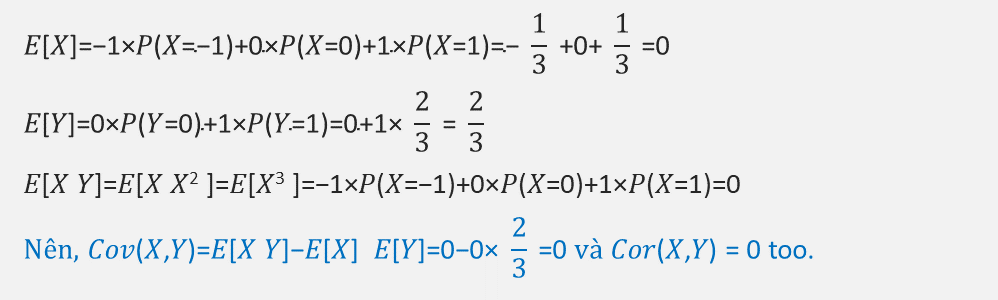 E[X]=−1×P(X=−1)+0×P(X=0)+1×P(X=1)=− 1/3 +0+ 1/3 =0
E[Y]=0×P(Y=0)+1×P(Y=1)=0+1× 2/3 = 2/3
E[X Y]=E[X X² ]=E[X³ ]=−1×P(X=−1)+0×P(X=0)+1×P(X=1)=0
Nên, Cov(X,Y)=E[X Y]−E[X] E[Y]=0−0× 2/3 =0 và Cor(X,Y) = 0 too.